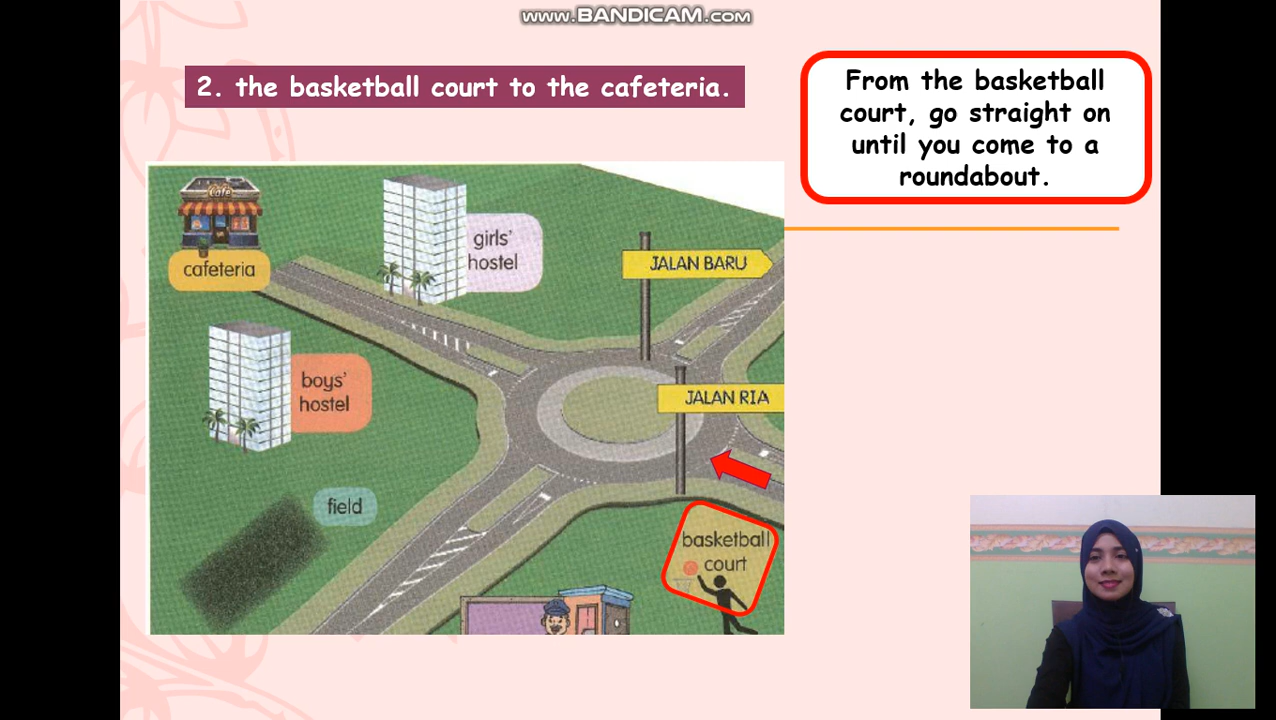 www.BANDICAM.com
2. the basketball court to the cafeteria.
From the basketball
court, go straight on
until you come to a
roundabout.
Cafe
cafeteria
girls'
hostel
JALAN BARU
boys'
hostel
JALAN RIA
field
basketball
court